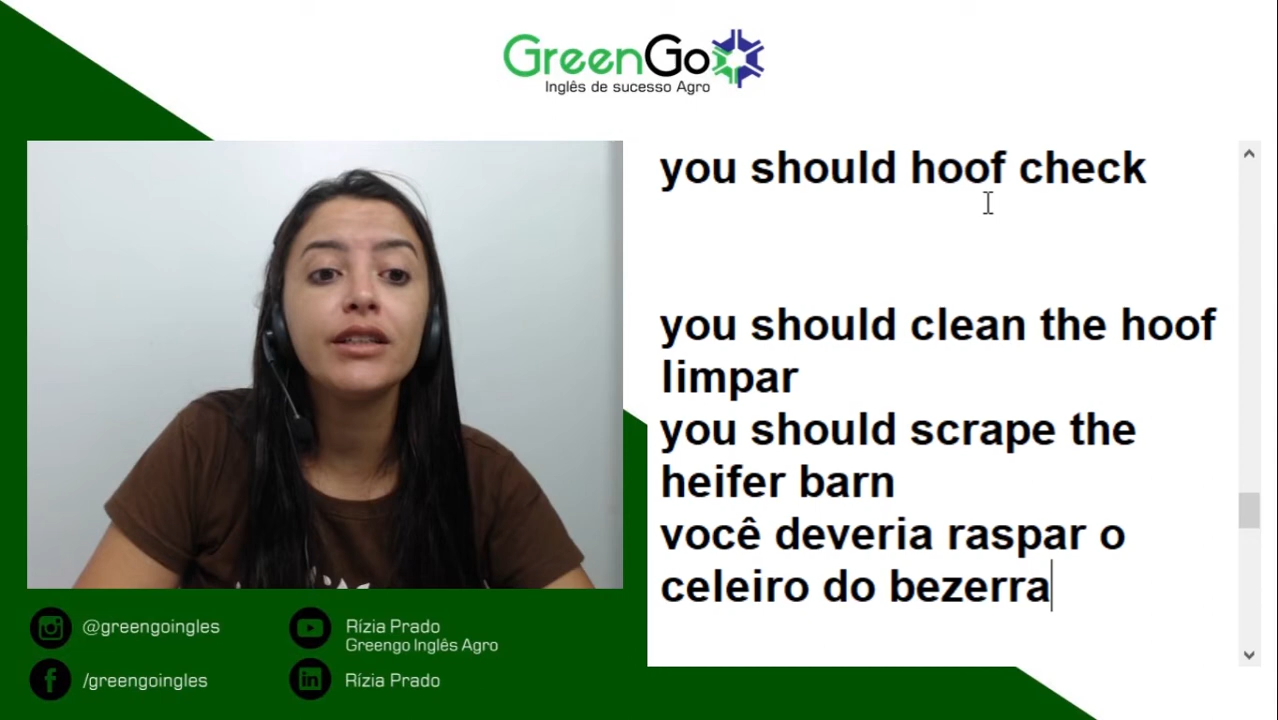 GreenGo
Inglês de sucesso Agro
you should hoof check
you should clean the hoof
limpar
you should scrape the
heifer barn
você deveria raspar o
celeiro do bezerra
@greengoingles
/greengoingles
Rízia Prado
Greengo Inglês Agro
Rízia Prado